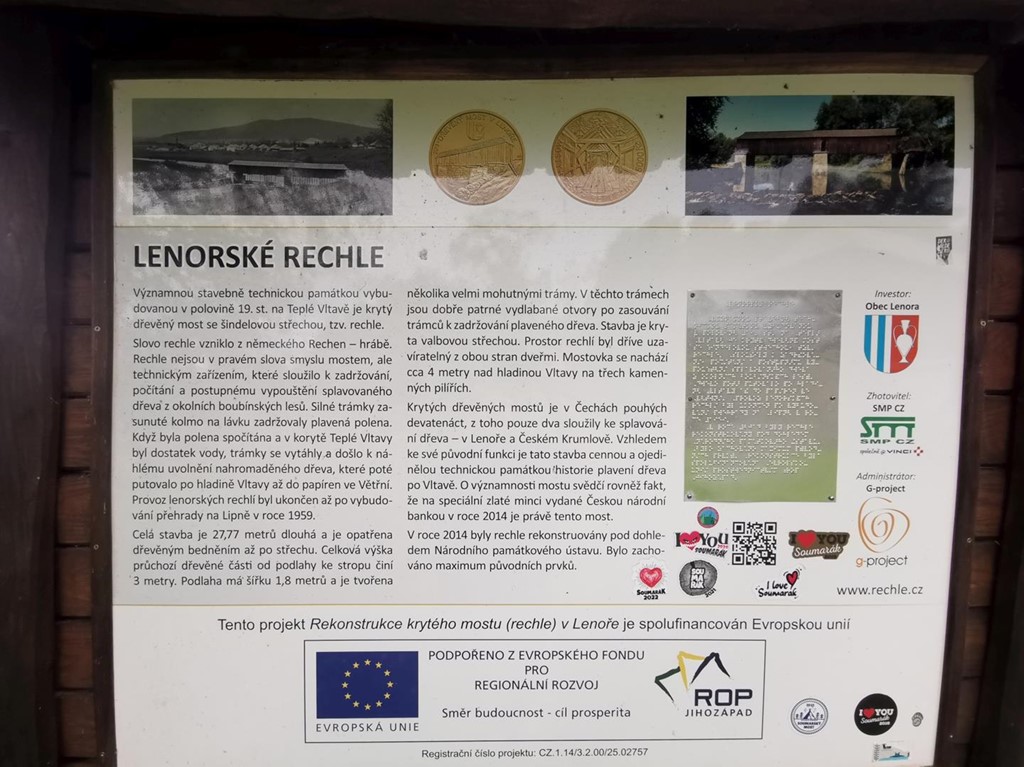 LENORSKÉ RECHLE
Významnou stavebně technickou památkou vybu-
dovanou v polovině 19. st. na Teplé Vltavě je krytý
dřevěný most se šindelovou střechou, tzv. rechle.
Slovo rechle vzniklo z německého Rechen – hrábě.
Rechle nejsou v pravém slova smyslu mostem, ale
technickým zařízením, které sloužilo k zadržování,
počítání a postupnému vypouštění splavovaného
dřeva z okolních boubínských lesů. Silné trámky za-
sunuté kolmo na lávku zadržovaly plavená polena.
Když byla polena spočítána a v korytě Teplé Vltavy
byl dostatek vody, trámky se vytáhly a došlo k ná-
hlému uvolnění nahromaděného dřeva, které poté
putovalo po hladině Vltavy až do papíren ve Větřní.
Provoz lenorských rechlí byl ukončen až po vybudo-
vání přehrady na Lipně v roce 1959.
Celá stavba je 27,77 metrů dlouhá a je opatřena
dřevěným bedněním až po střechu. Celková výška
průchozí dřevěné části od podlahy ke stropu činí
3 metry. Podlaha má šířku 1,8 metrů a je tvořena
několika velmi mohutnými trámy. V těchto trámech
jsou dobře patrné vydlabané otvory po zasouvání
trámců k zadržování plaveného dřeva. Stavba je kry-
ta valbovou střechou. Prostor rechlí byl dříve uza-
víratelný z obou stran dveřmi. Mostovka se nachází
cca 4 metry nad hladinou Vltavy na třech kamen-
ných pilířích.
Krytých dřevěných mostů je v Čechách pouhých
devatenáct, z toho pouze dva sloužily ke splavová-
ní dřeva – v Lenoře a Českém Krumlově. Vzhledem
ke své původní funkci je tato stavba cennou a ojedi-
nělou technickou památkou historie plavení dřeva
po Vltavě. O významnosti mostu svědčí rovněž fakt,
že na speciální zlaté minci vydané Českou národní
bankou v roce 2014 je právě tento most.
V roce 2014 byly rechle rekonstruovány pod dohle-
dem Národního památkového ústavu. Bylo zacho-
váno maximum původních prvků.
Investor:
Obec Lenora
Zhotovitel:
SMP CZ
SMP CZ
společnost VINCI
Administrátor:
G-project
g-project
www.rechle.cz
I YOU
SOUMARÁK
I
Soumarák
SOUMARÁK
2023
SOU
MA
RÁK
I love
Soumarák
Tento projekt Rekonstrukce krytého mostu (rechle) v Lenoře je spolufinancován Evropskou unií
EVROPSKÁ UNIE
PODPOŘENO Z EVROPSKÉHO FONDU
PRO
REGIONÁLNÍ ROZVOJ
Směr budoucnost - cíl prosperita
ROP
JIHOZÁPAD
I YOU
Soumarák
Registrační číslo projektu: CZ.1.14/3.2.00/25.02757